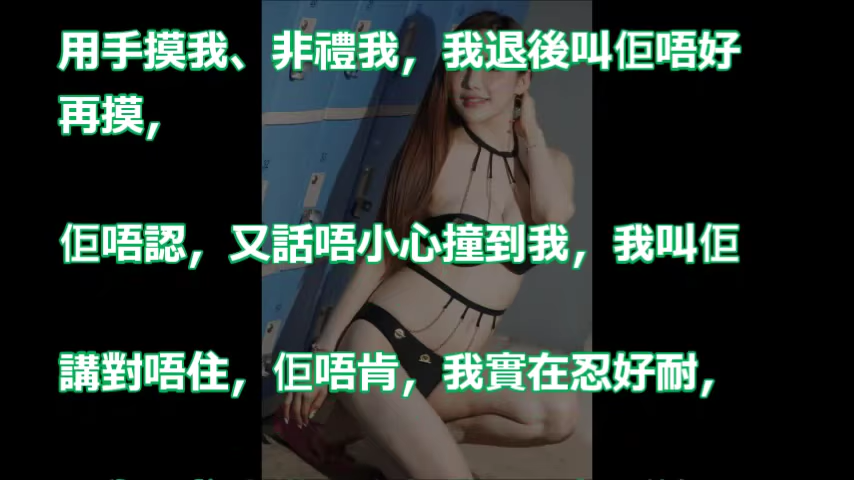 用手摸我、非禮我，我退後叫佢唔好
再摸，
佢唔認，又話唔小心撞到我，我叫佢
講對唔住，佢唔肯，我實在忍好耐，